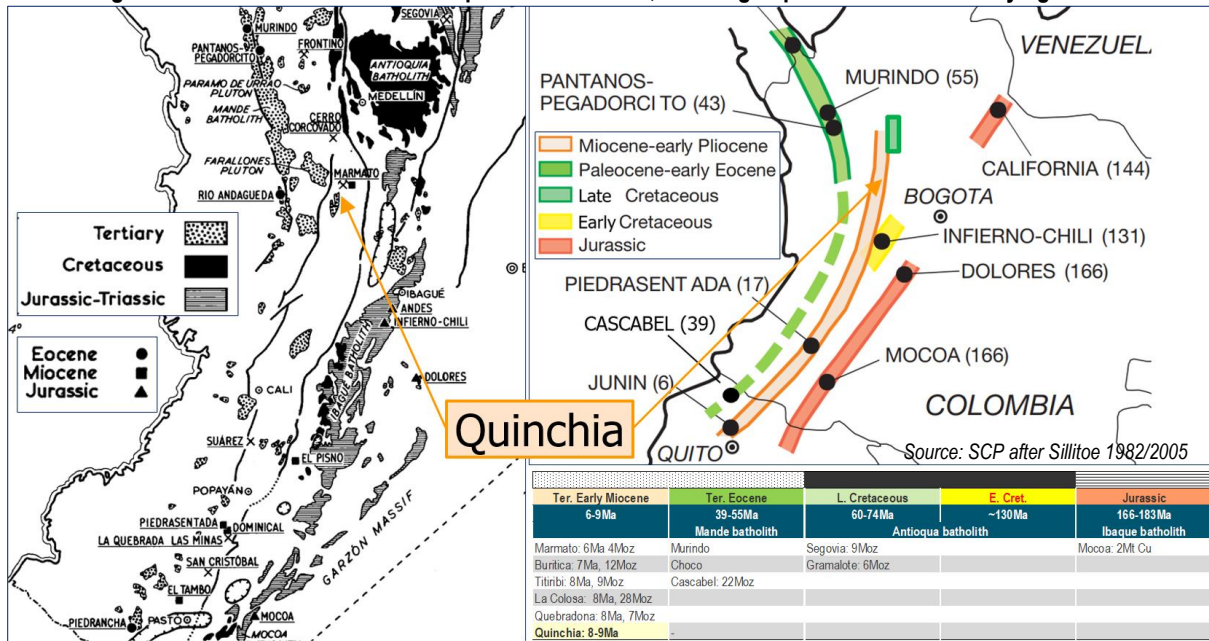 MURINDO
PANTANOS-
PEGADORCITO
PARAMO DE URRAO
PLUTON
MANDE
BATHOLITH
FARALLONES
PLUTON
RIO ANDAGUEDA
FRONTINO
SEGOVIA
ANTIOQUIA
BATHOLITH
MEDELLÍN
CERRO
CORCOVADO
MARMATO
Tertiary
Cretaceous
Jurassic-Triassic
Eocene
Miocene
Jurassic
IBAGUÉ
ANDES
INFIERNO-CHILI
IBAGUE BATHOLITH
DOLORES
CALI
SUÁREZ
EL PISNO
POPAYÁN
PIEDRASENTADA
DOMINICAL
LA QUEBRADA LAS MINAS
SAN CRISTÓBAL
EL TAMBO
PIEDRANCHA
PASTO
MOCOA
MOCOA
GARZÓN MASSIF
Quinchia
VENEZUEL
MURINDO (55)
PANTANOS-
PEGADORCITO (43)
Miocene-early Pliocene
Paleocene-early Eocene
Late Cretaceous
Early Cretaceous
Jurassic
CALIFORNIA (144)
BOGOTA
INFIERNO-CHILI (131)
DOLORES (166)
PIEDRASENT ADA (17)
CASCABEL (39)
MOCOA (166)
JUNIN (6)
COLOMBIA
QUITO
Source: SCP after Sillitoe 1982/2005
Ter. Early Miocene Ter. Eocene L. Cretaceous E. Cret. Jurassic
6-9Ma 39-55Ma 60-74Ma ~130Ma 166-183Ma
Mande batholith Antioqua batholith Ibaque batholith
Marmato: 6Ma 4Moz Murindo Segovia: 9Moz Mocoa: 2Mt Cu
Buritica: 7Ma, 12Moz Choco Gramalote: 6Moz
Titiribi: 8Ma, 9Moz Cascabel: 22Moz
La Colosa: 8Ma, 28Moz
Quebradona: 8Ma, 7Moz
Quinchia: 8-9Ma -